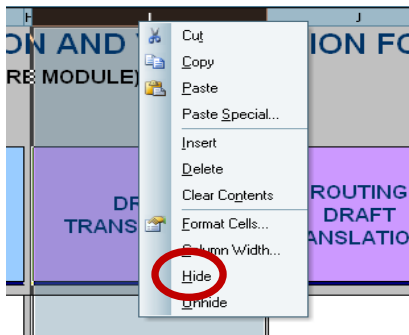 H I J
ON AND ION FO
RE MODULE)
Cut
Copy
Paste
Paste Special...
Insert
Delete
Clear Contents
Format Cells...
Column Width...
Hide
Unhide
DR
TRANS
ROUTING
DRAFT
ANSLATIO